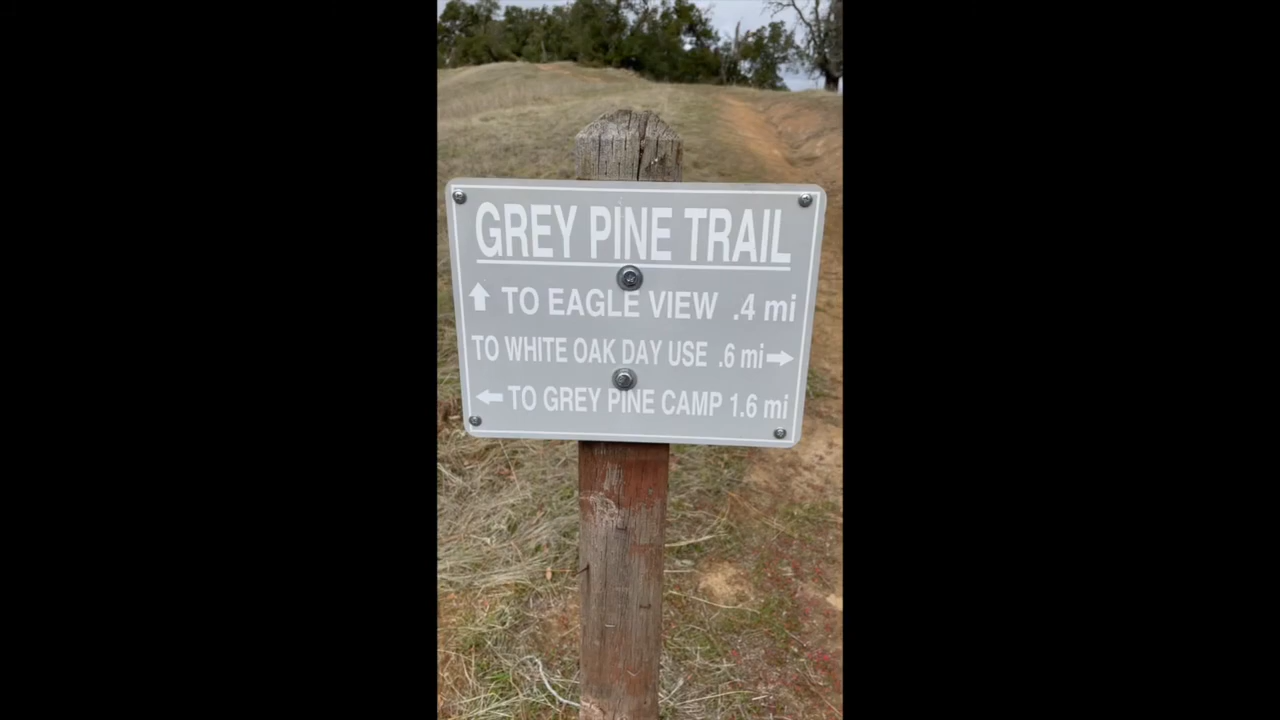 GREY PINE TRAIL
↑ TO EAGLE VIEW .4 mi
TO WHITE OAK DAY USE .6 mi →
← TO GREY PINE CAMP 1.6 mi